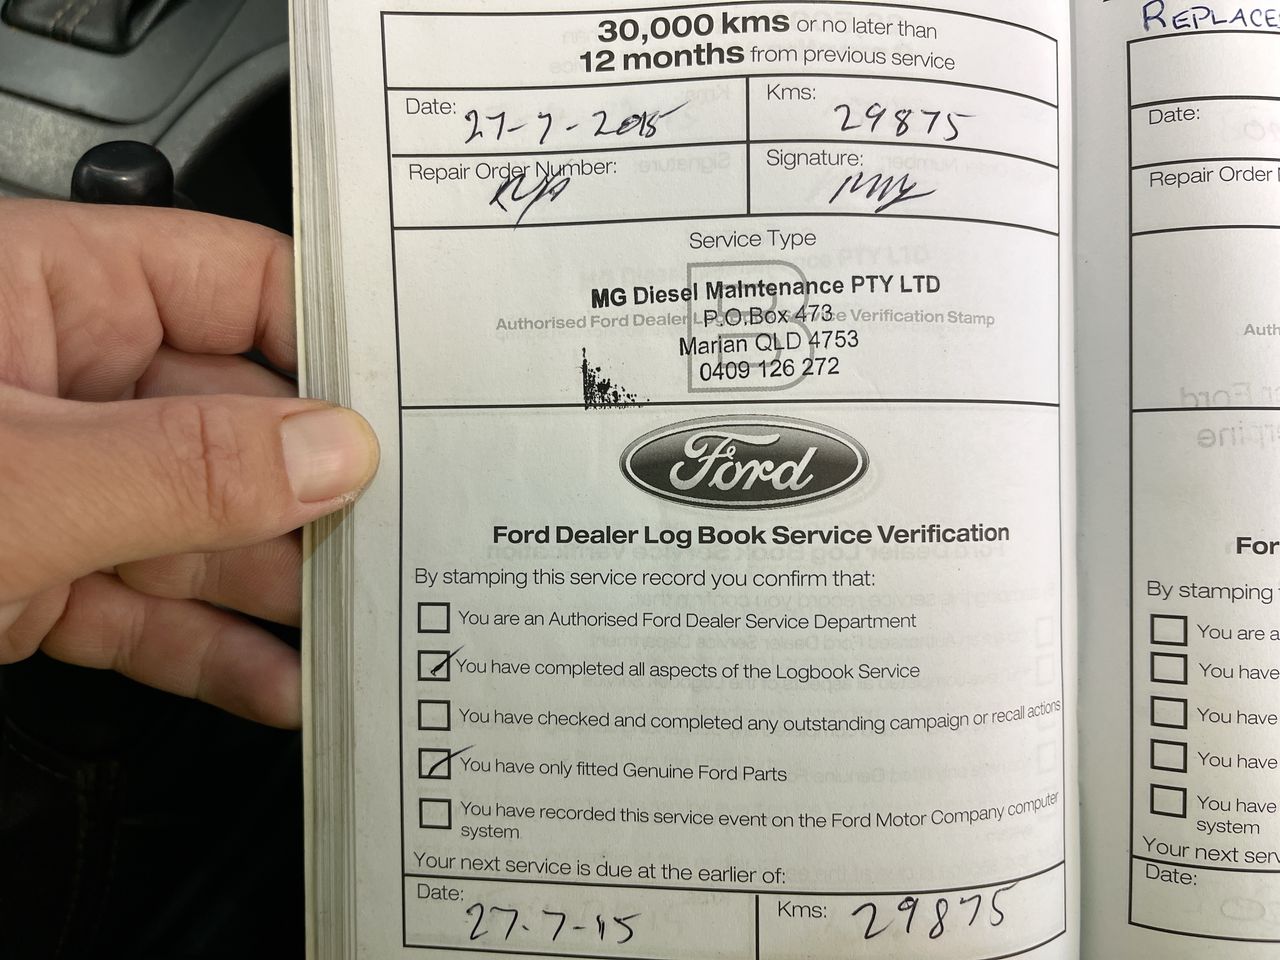 30,000 kms or no later than
12 months from previous service
Date: 27-7-2015
Kms: 29875
Repair Order Number: N/A
Signature:
Service Type
B
MG Diesel Maintenance PTY LTD
Authorised Ford Dealer Log Book Service Verification Stamp
P.O.Box 473
Marian QLD 4753
0409 126 272
Ford
Ford Dealer Log Book Service Verification
By stamping this service record you confirm that:
You are an Authorised Ford Dealer Service Department
You have completed all aspects of the Logbook Service
You have checked and completed any outstanding campaign or recall actions
You have only fitted Genuine Ford Parts
You have recorded this service event on the Ford Motor Company computer
system
Your next service is due at the earlier of:
Date: 27-7-15
Kms: 29875
REPLACE
Date:
Repair Order
Auth
For
By stamping
You are a
You have
You have
You have
You have
system
Your next serv
Date: